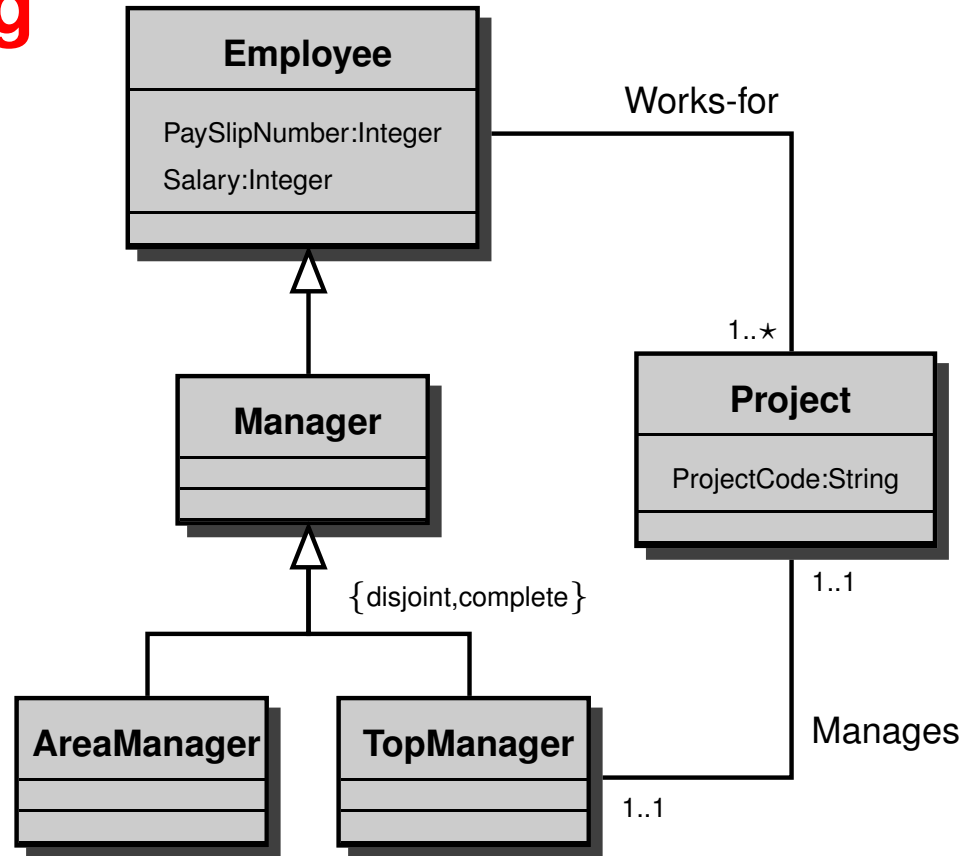 g
Employee
PaySlipNumber:Integer
Salary:Integer
Works-for
1..⋆
Manager
Project
ProjectCode:String
{disjoint,complete}
1..1
AreaManager
TopManager
Manages
1..1